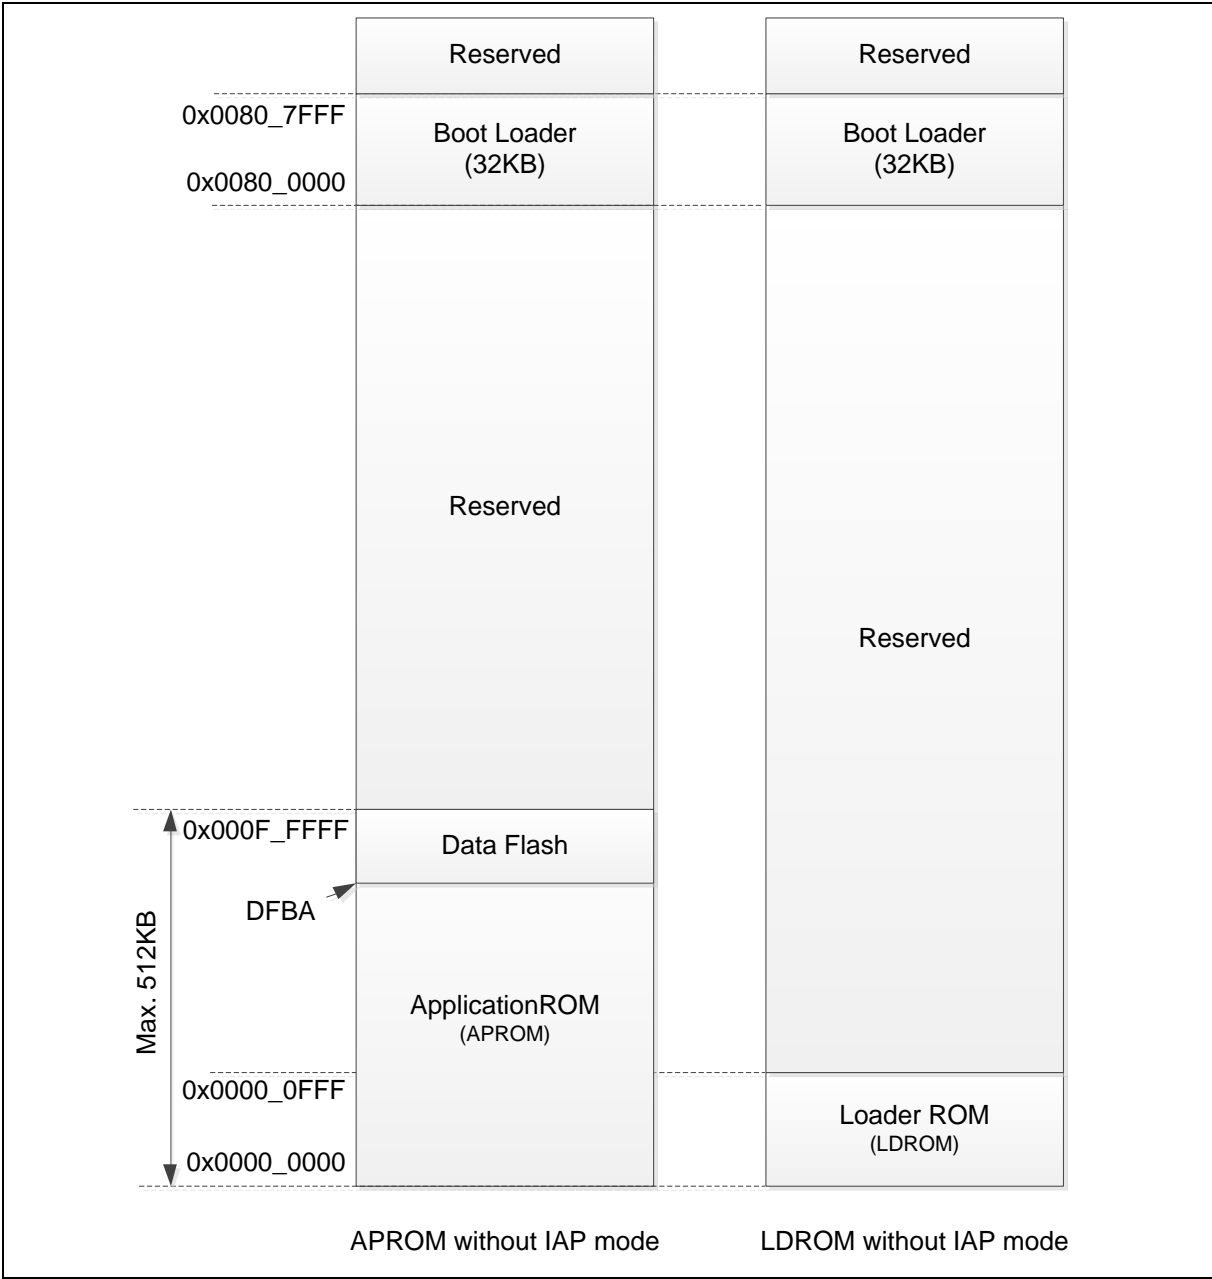 Reserved
Reserved
0x0080_7FFF
Boot Loader
(32KB)
Boot Loader
(32KB)
0x0080_0000
Reserved
Reserved
0x000F_FFFF
Data Flash
DFBA
Max. 512KB
ApplicationROM
(APROM)
0x0000_0FFF
Loader ROM
(LDROM)
0x0000_0000
APROM without IAP mode
LDROM without IAP mode